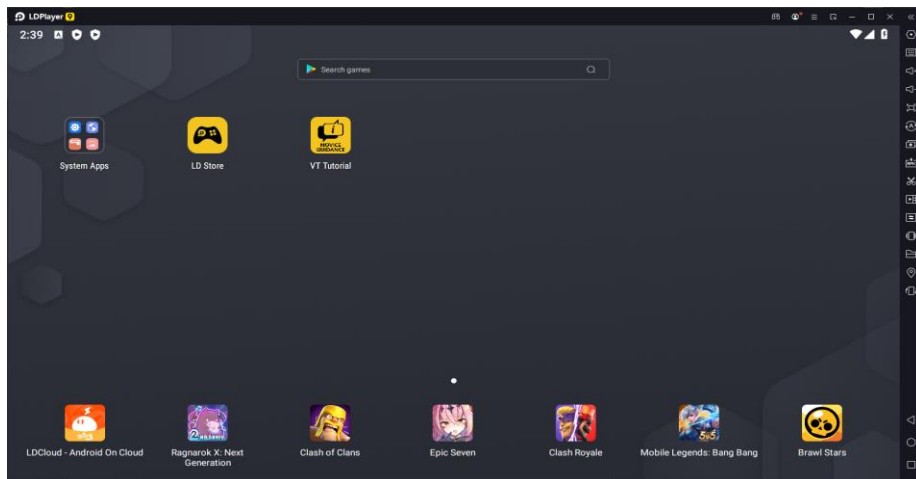 LDPlayer 9
2:39
Search games
System Apps
LD Store
NOVICE
GUIDANCE
VT Tutorial
LDCloud - Android On Cloud
Ragnarok X: Next
Generation
Clash of Clans
Epic Seven
Clash Royale
5v5
Mobile Legends: Bang Bang
Brawl Stars